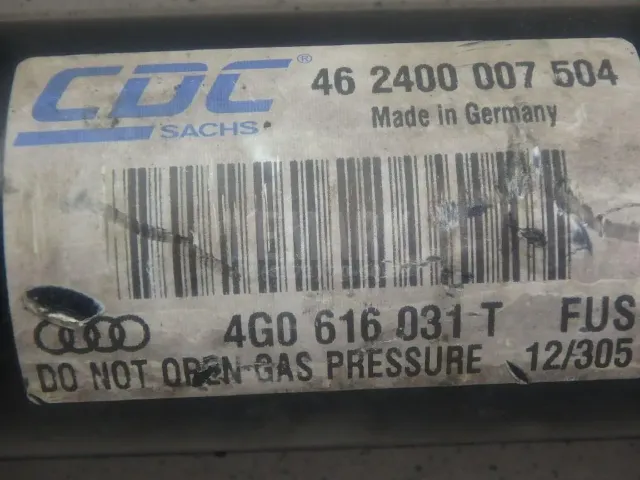 CDC®
SACHS
46 2400 007 504
Made in Germany
4G0 616 031 T FUS
DO NOT OPEN GAS PRESSURE 12/305